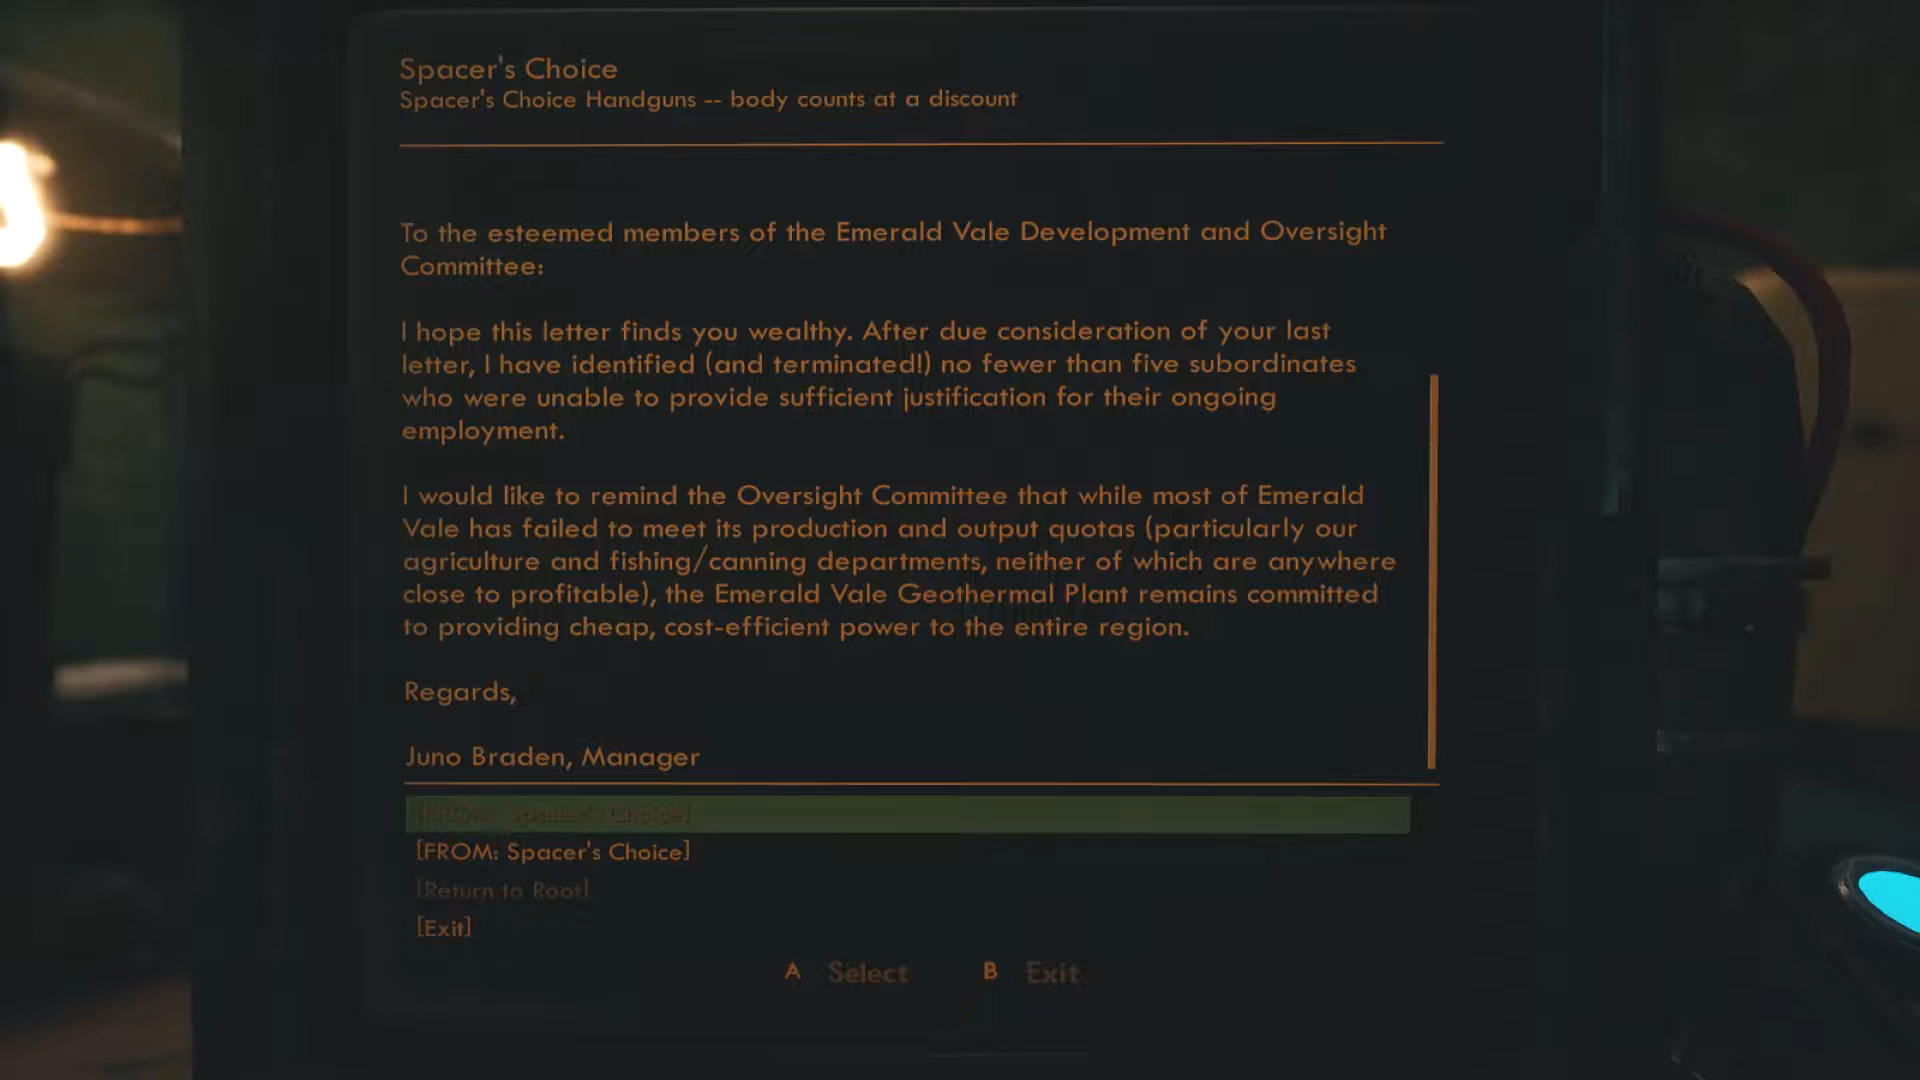 Spacer's Choice
Spacer's Choice Handguns -- body counts at a discount
To the esteemed members of the Emerald Vale Development and Oversight
Committee:
I hope this letter finds you wealthy. After due consideration of your last
letter, I have identified (and terminated!) no fewer than five subordinates
who were unable to provide sufficient justification for their ongoing
employment.
I would like to remind the Oversight Committee that while most of Emerald
Vale has failed to meet its production and output quotas (particularly our
agriculture and fishing/canning departments, neither of which are anywhere
close to profitable), the Emerald Vale Geothermal Plant remains committed
to providing cheap, cost-efficient power to the entire region.
Regards,
Juno Braden, Manager
Spacer's Choice]
[FROM: Spacer's Choice]
[Return to Root]
[Exit]
A Select B Exit